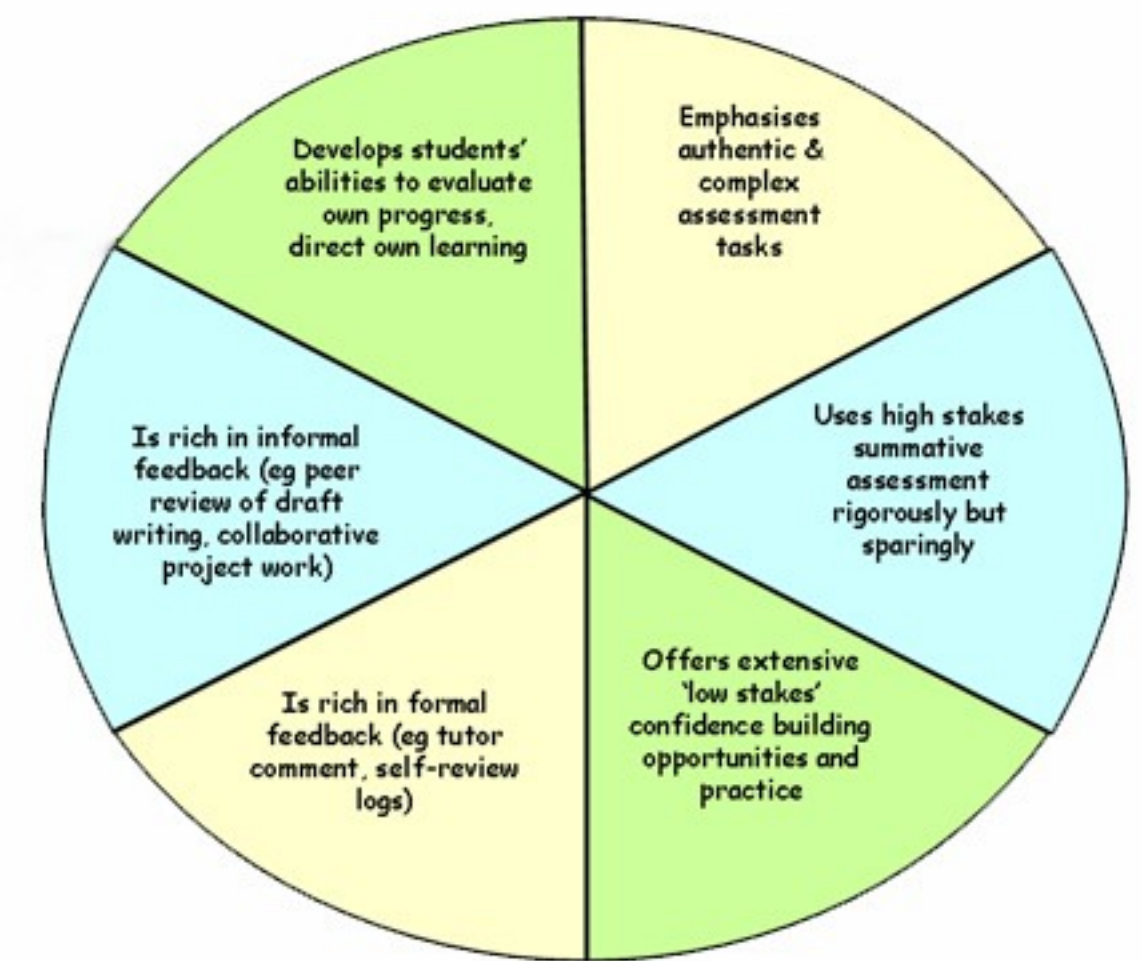 Emphasises
authentic &
complex
assessment
tasks
Uses high stakes
summative
assessment
rigorously but
sparingly
Offers extensive
'low stakes'
confidence building
opportunities and
practice
Is rich in formal
feedback (eg tutor
comment, self-review
logs)
Is rich in informal
feedback (eg peer
review of draft
writing, collaborative
project work)
Develops students'
abilities to evaluate
own progress,
direct own learning